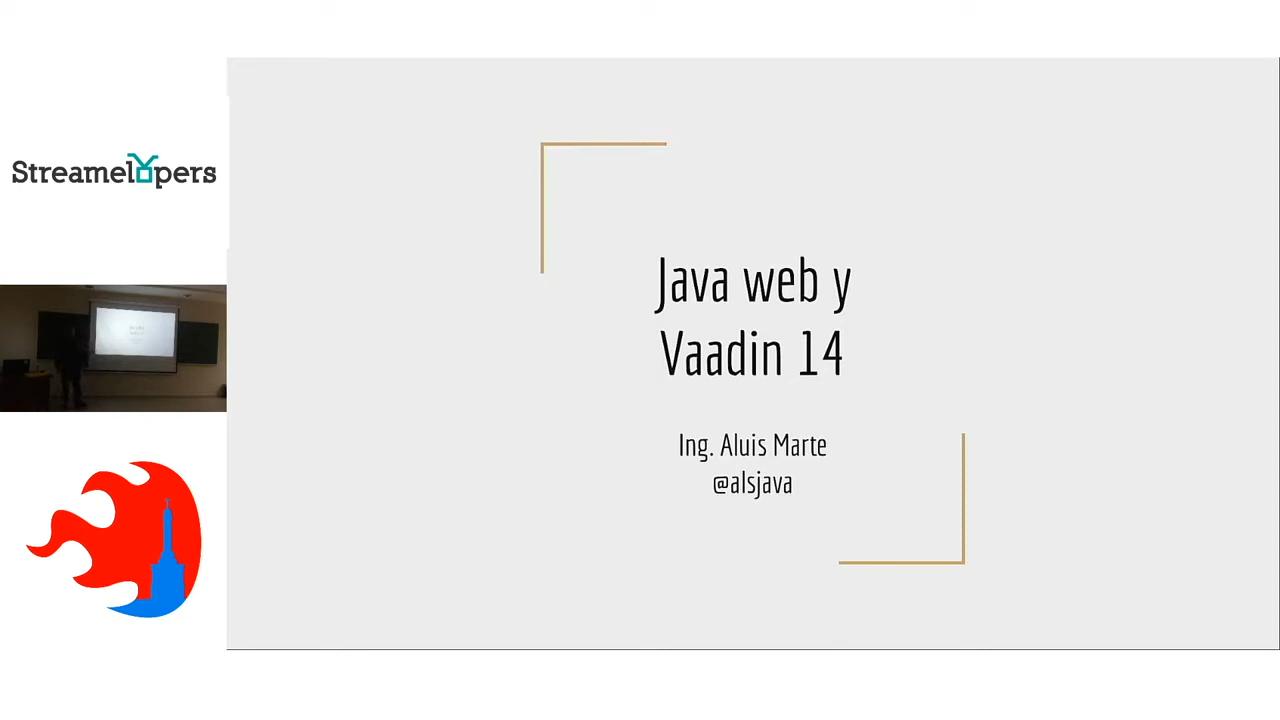 Streamelopers
Java web y
Vaadin 14
Ing. Aluis Marte
@alsjava